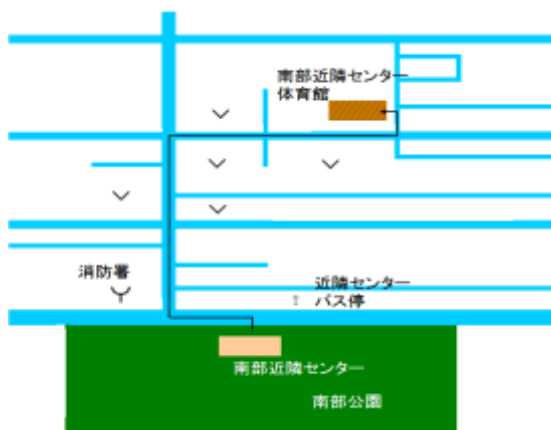 南部近隣センター
体育館
消防署
近隣センター
バス停
南部近隣センター
南部公園